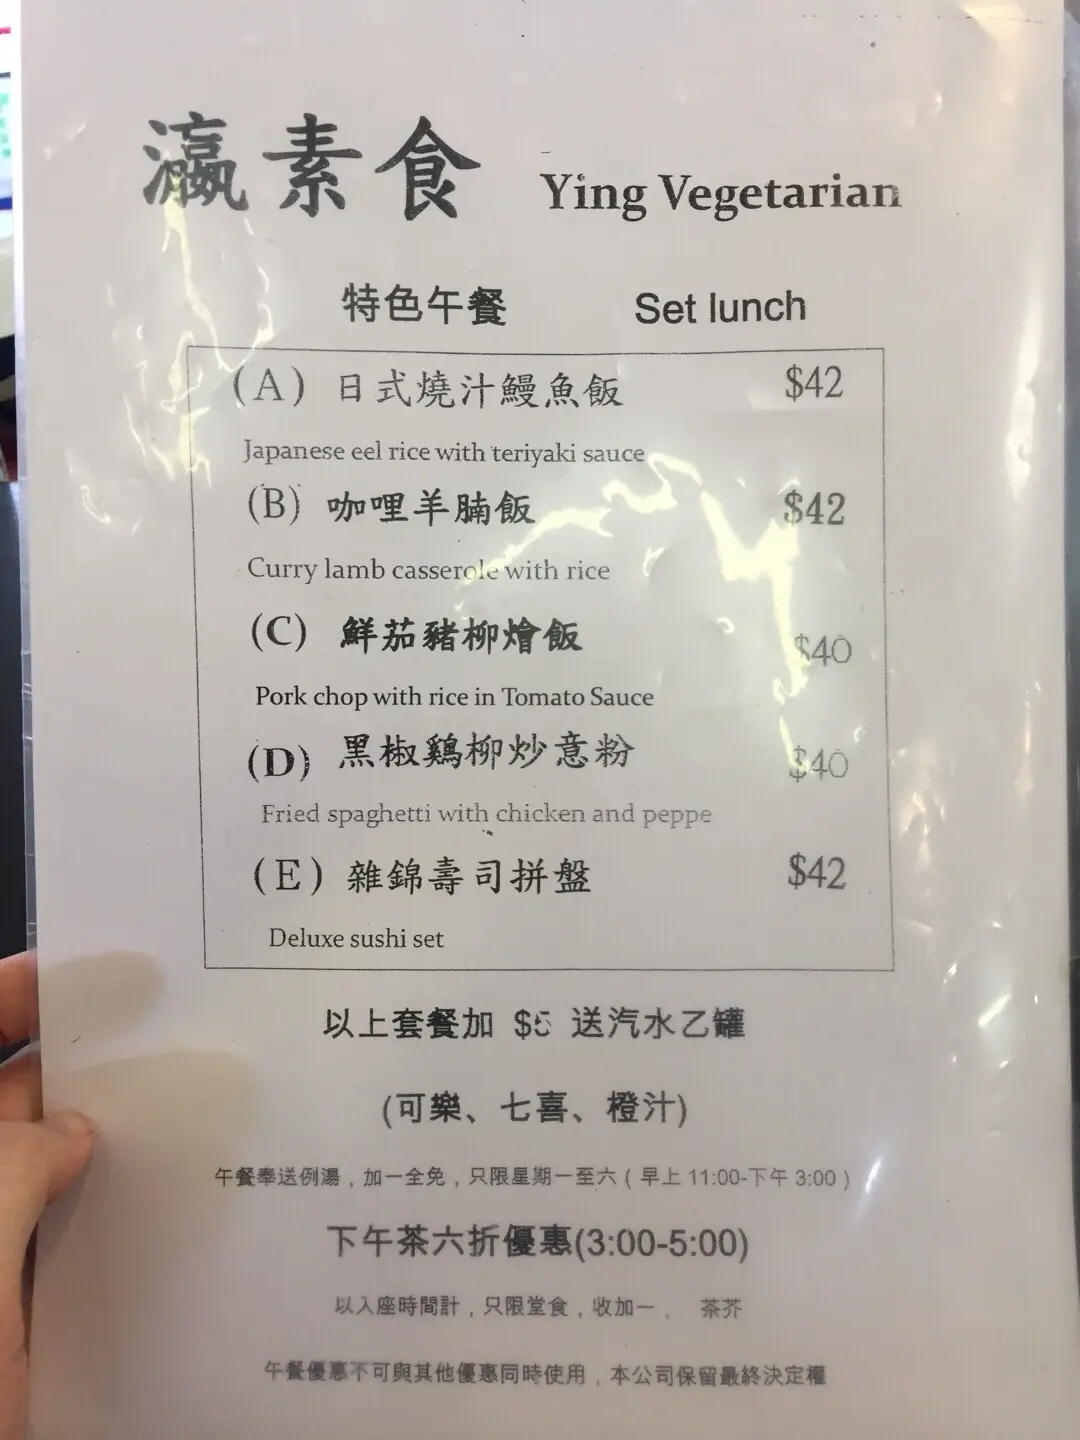 瀛素食 Ying Vegetarian
特色午餐 Set lunch
(A) 日式燒汁鰻魚飯 $42
Japanese eel rice with teriyaki sauce
(B) 咖哩羊腩飯 $42
Curry lamb casserole with rice
(C) 鮮茄豬柳燴飯 $40
Pork chop with rice in Tomato Sauce
(D) 黑椒鷄柳炒意粉 $40
Fried spaghetti with chicken and peppe
(E) 雜錦壽司拼盤 $42
Deluxe sushi set
以上套餐加 $5 送汽水乙罐
(可樂、七喜、橙汁)
午餐奉送例湯，加一全免，只限星期一至六 ( 早上 11:00-下午 3:00 )
下午茶六折優惠(3:00-5:00)
以入座時間計，只限堂食，收加一， 茶芥
午餐優惠不可與其他優惠同時使用，本公司保留最終決定權